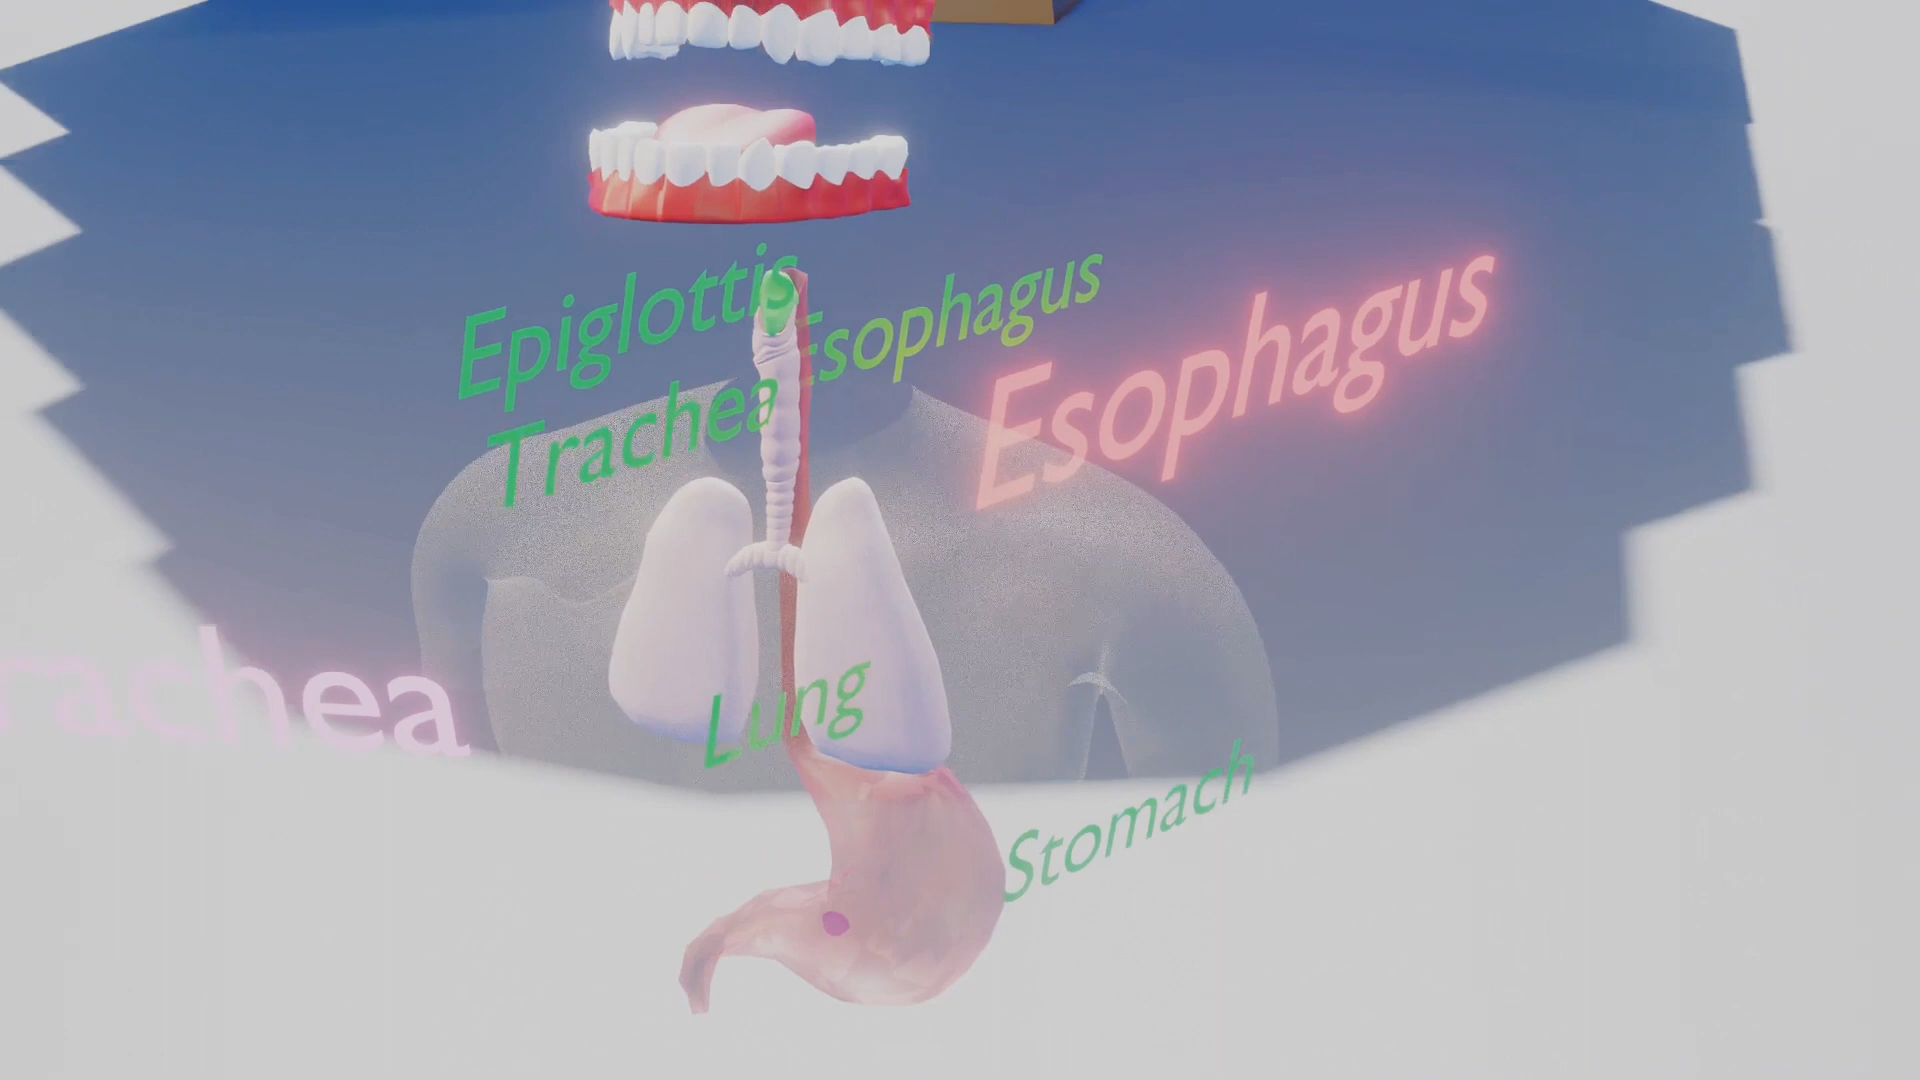 Epiglottis
Esophagus
Esophagus
Trachea
rachea
Lung
Stomach